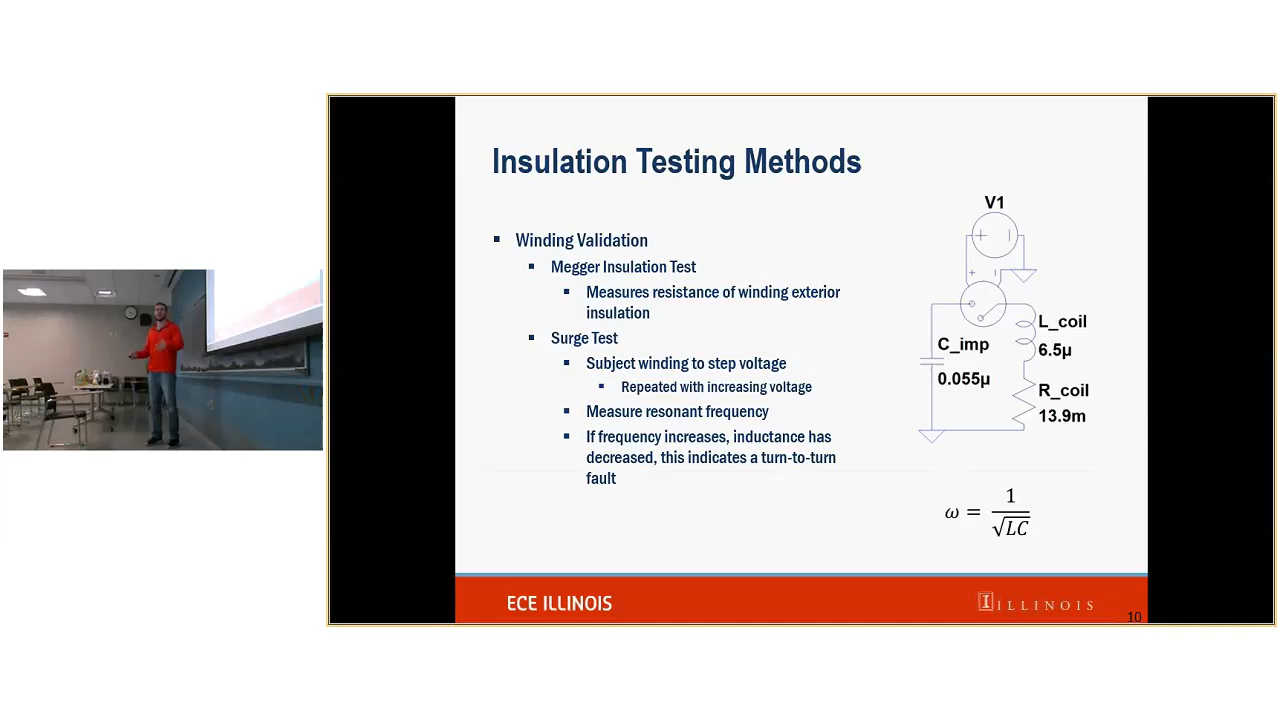 Insulation Testing Methods
Winding Validation
Megger Insulation Test
Measures resistance of winding exterior
insulation
Surge Test
Subject winding to step voltage
Repeated with increasing voltage
Measure resonant frequency
If frequency increases, inductance has
decreased, this indicates a turn-to-turn
fault
V1
L_coil
6.5µ
C_imp
0.055µ
R_coil
13.9m
ω = 1/√LC
ECE ILLINOIS
I ILLINOIS
10